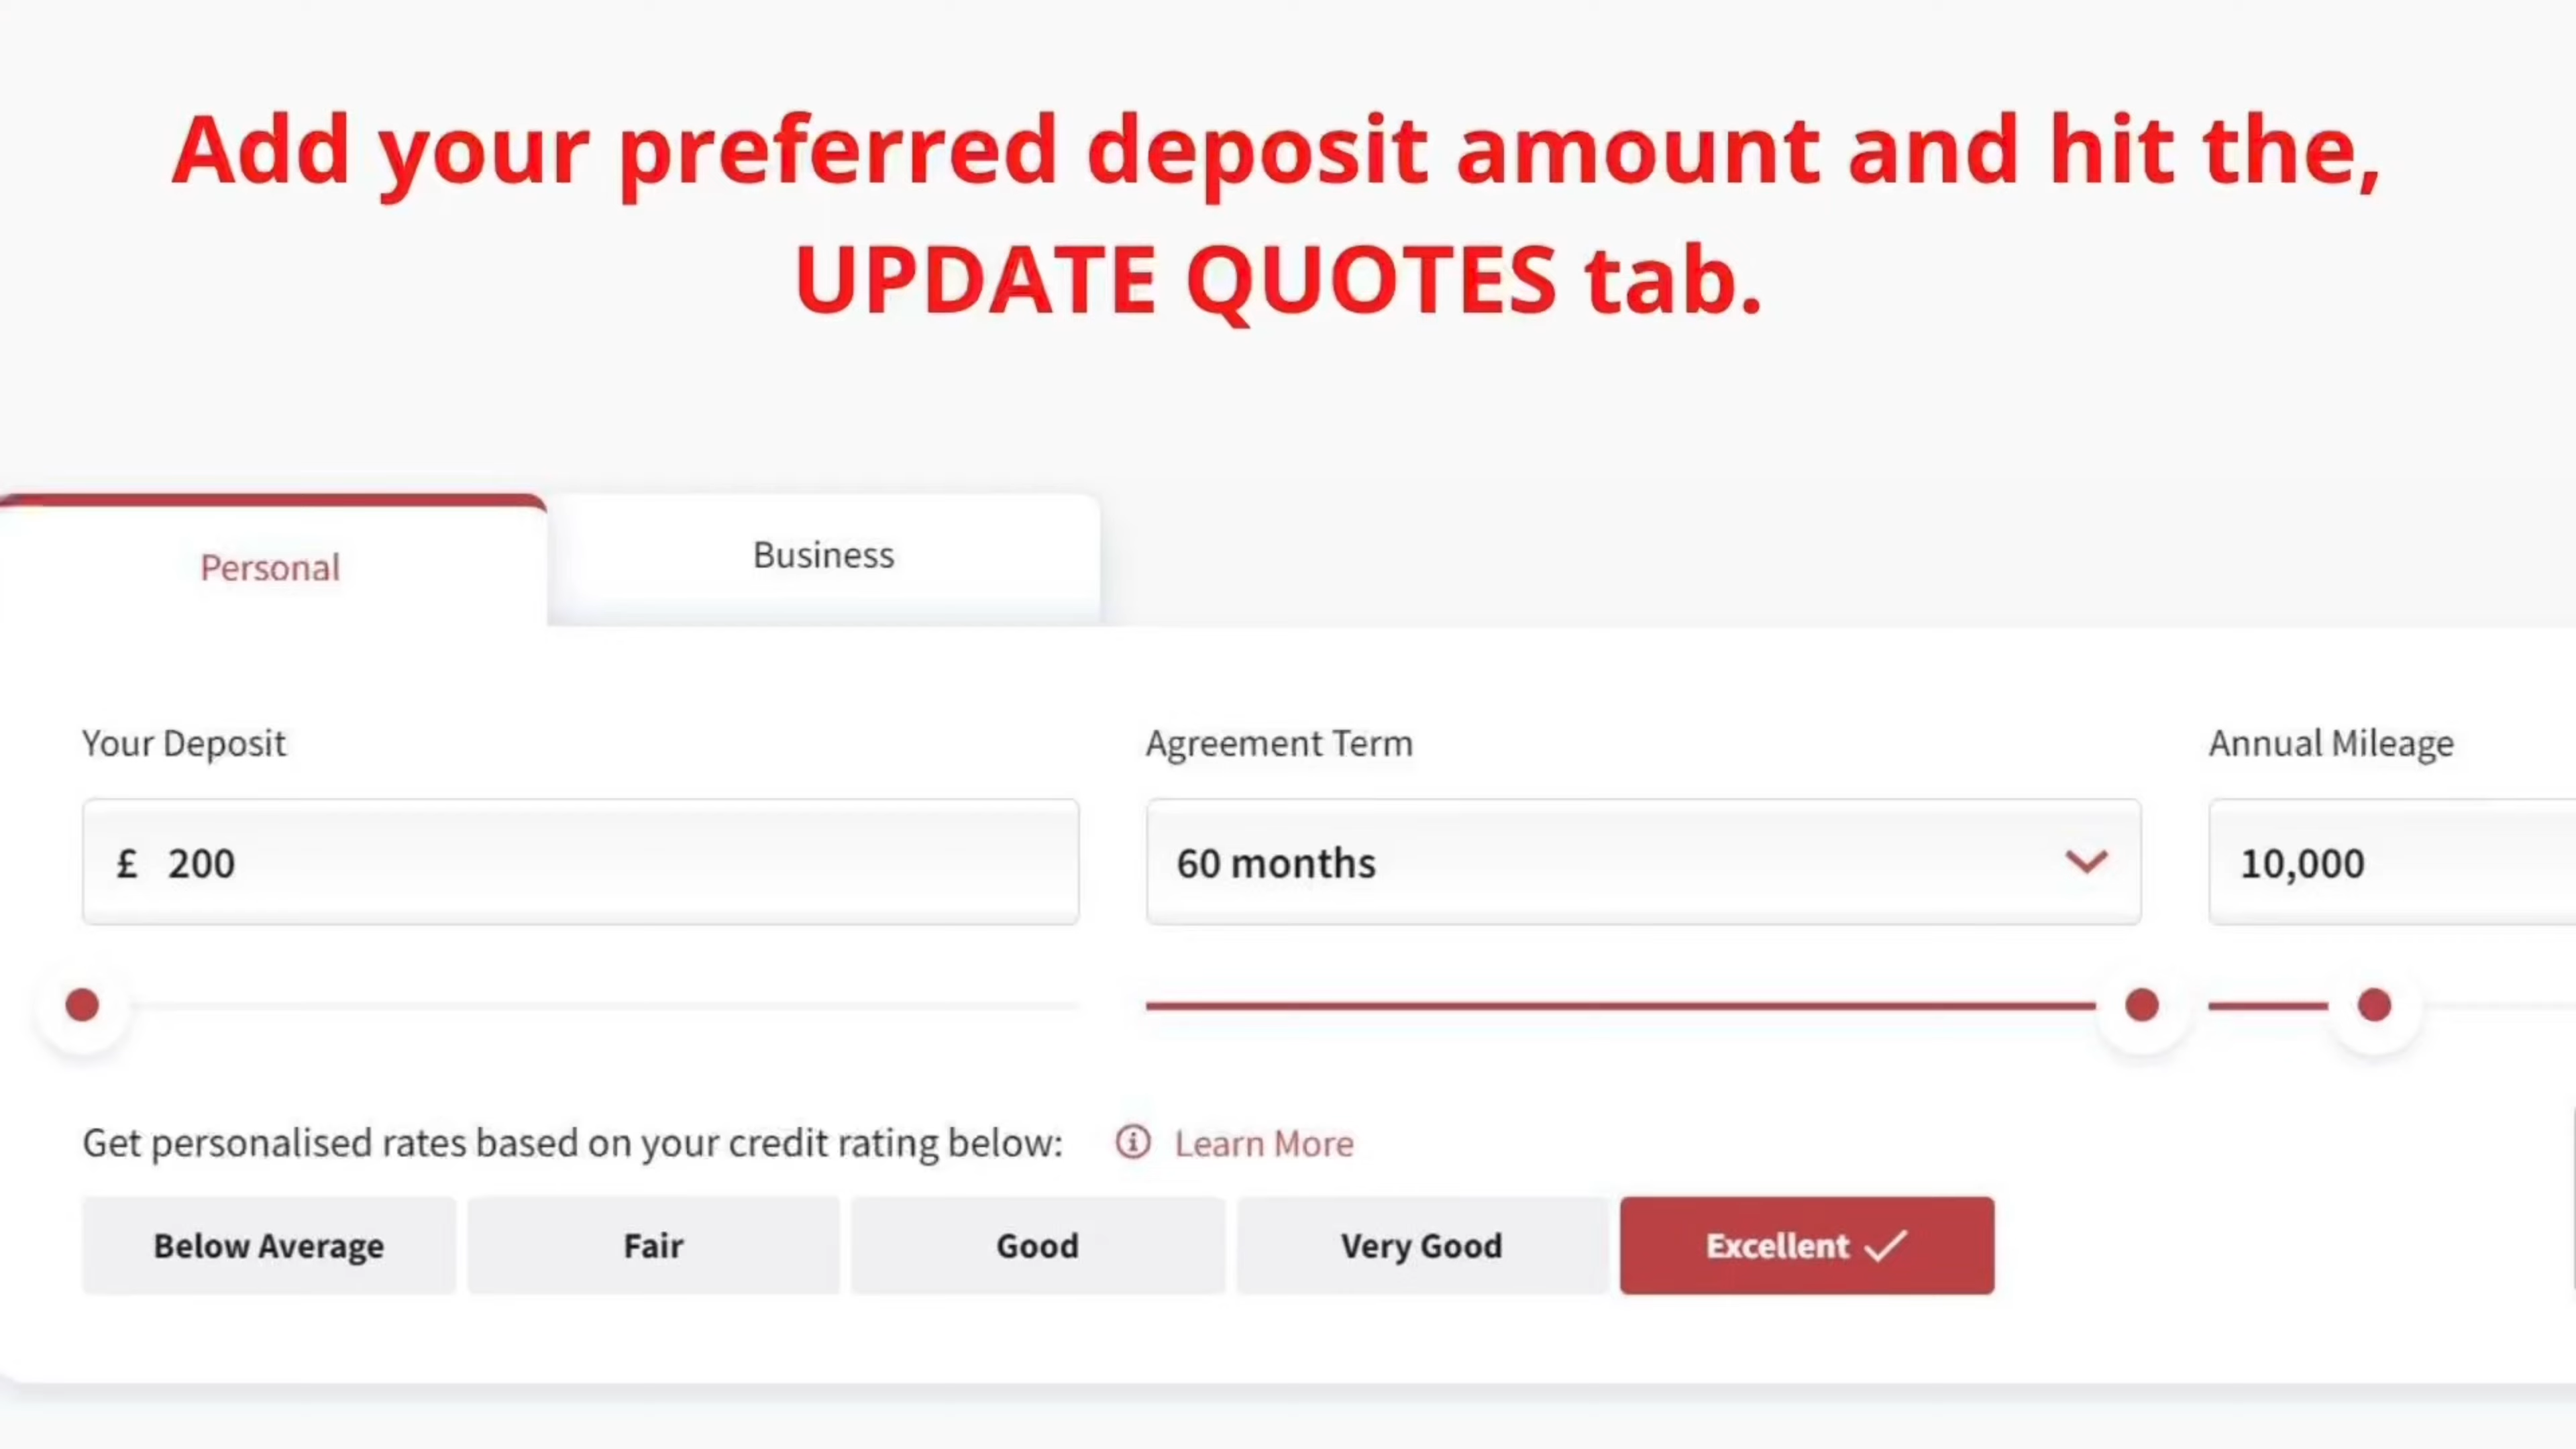 Add your preferred deposit amount and hit the,
UPDATE QUOTES tab.
Personal
Business
Your Deposit
Agreement Term
Annual Mileage
£ 200
60 months
10,000
Get personalised rates based on your credit rating below:
Learn More
Below Average
Fair
Good
Very Good
Excellent